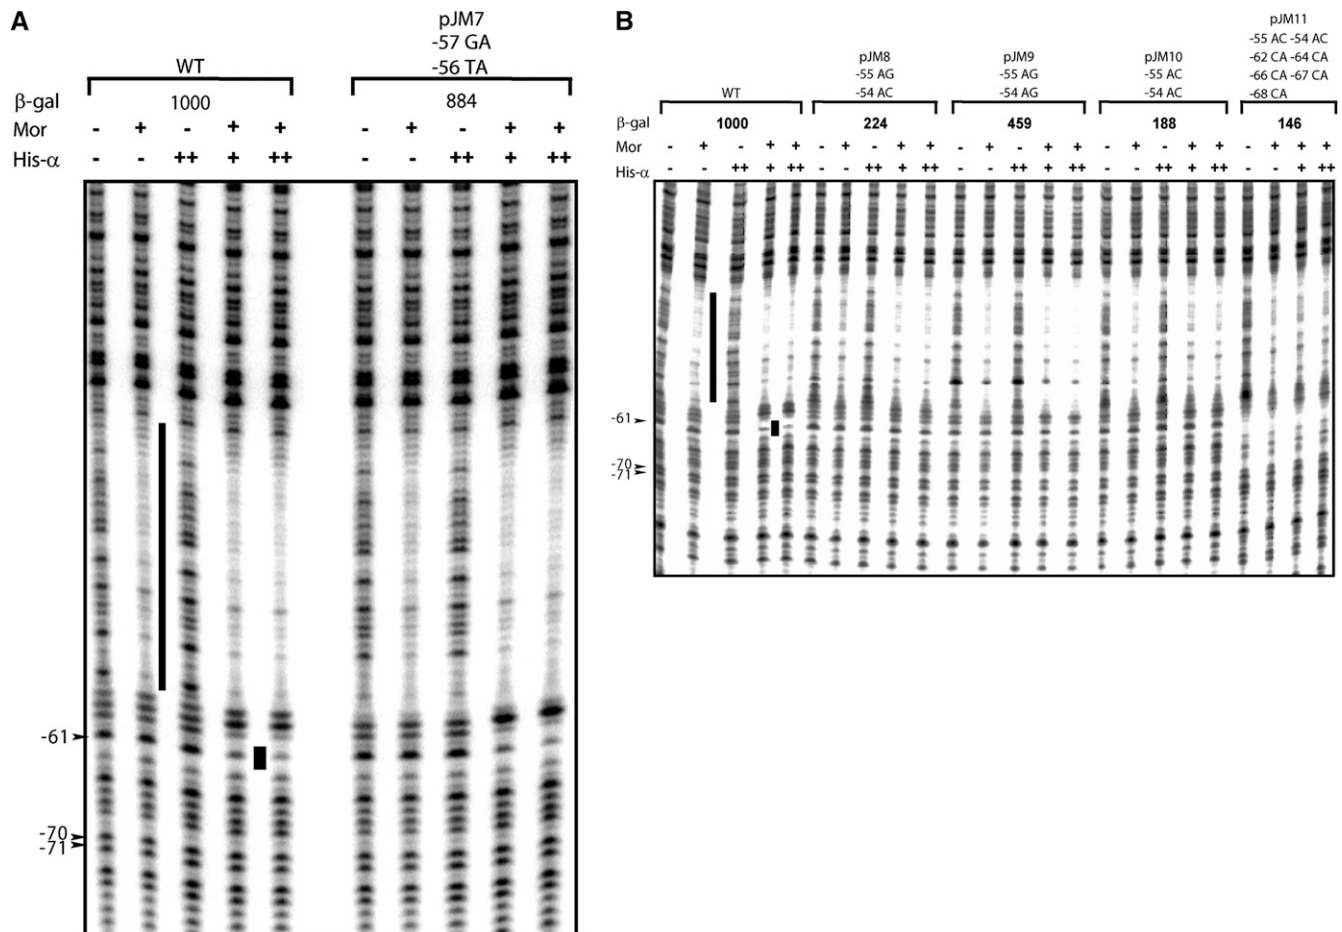 A
pJM7
-57 GA
WT -56 TA
β-gal 1000 884
Mor - + - + + - + - + +
His-α - - ++ + ++ - - ++ + ++
-61
-70
-71
B
pJM11
-55 AC -54 AC
pJM8 pJM9 pJM10 -62 CA -64 CA
-55 AG -55 AG -55 AC -66 CA -67 CA
WT -54 AC -54 AG -54 AC -68 CA
β-gal 1000 224 459 188 146
Mor - + - + + - + - + + - + - + + - + - + + - + + +
His-α - - ++ + ++ - - ++ + ++ - - ++ + ++ - - ++ + ++ - - + ++
-61
-70
-71